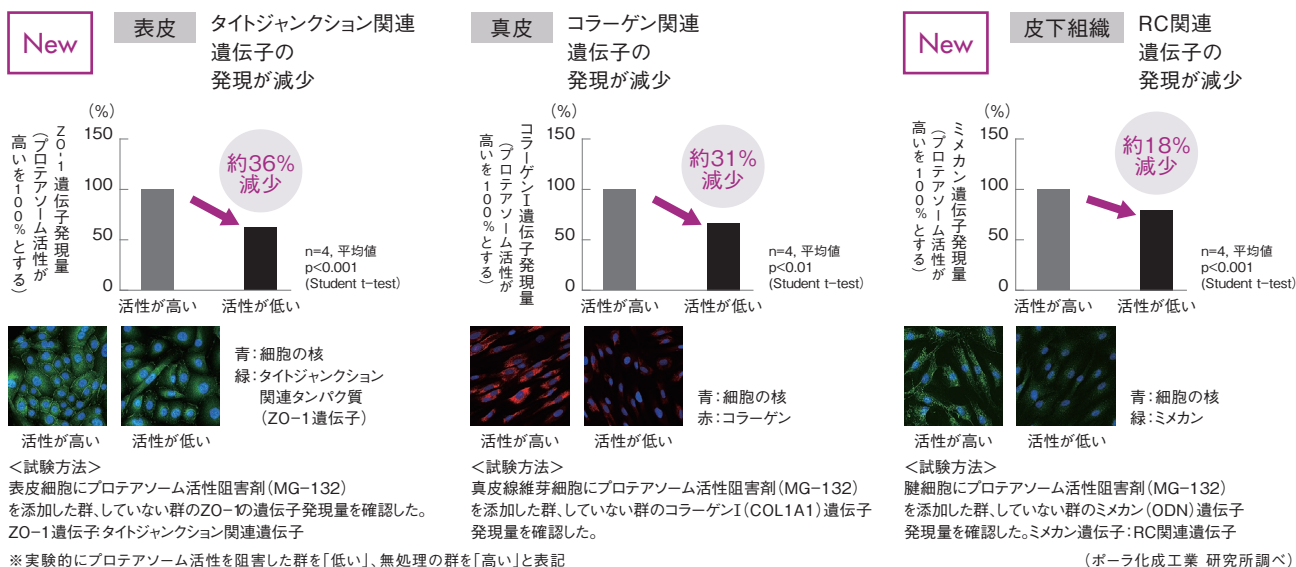 New
表皮
タイトジャンクション関連
遺伝子の
発現が減少
(%)
ZO-1遺伝子発現量
(プロテアソーム活性が
高いを100%とする)
150
100
50
0
約36%
減少
n=4, 平均値
p<0.001
(Student t-test)
活性が高い
活性が低い
青:細胞の核
緑:タイトジャンクション
関連タンパク質
(ZO-1遺伝子)
活性が高い
活性が低い
<試験方法>
表皮細胞にプロテアソーム活性阻害剤(MG-132)
を添加した群、していない群のZO-1の遺伝子発現量を確認した。
ZO-1遺伝子:タイトジャンクション関連遺伝子
真皮
コラーゲン関連
遺伝子の
発現が減少
(%)
コラーゲンI遺伝子発現量
(プロテアソーム活性が
高いを100%とする)
150
100
50
0
約31%
減少
n=4, 平均値
p<0.01
(Student t-test)
活性が高い
活性が低い
青:細胞の核
赤:コラーゲン
活性が高い
活性が低い
<試験方法>
真皮線維芽細胞にプロテアソーム活性阻害剤(MG-132)
を添加した群、していない群のコラーゲンI(COL1A1)遺伝子
発現量を確認した。
New
皮下組織
RC関連
遺伝子の
発現が減少
(%)
ミメカン遺伝子発現量
(プロテアソーム活性が
高いを100%とする)
150
100
50
0
約18%
減少
n=4, 平均値
p<0.001
(Student t-test)
活性が高い
活性が低い
青:細胞の核
緑:ミメカン
活性が高い
活性が低い
<試験方法>
腱細胞にプロテアソーム活性阻害剤(MG-132)
を添加した群、していない群のミメカン(ODN)遺伝子
発現量を確認した。ミメカン遺伝子:RC関連遺伝子
※実験的にプロテアソーム活性を阻害した群を「低い」、無処理の群を「高い」と表記
(ポーラ化成工業 研究所調べ)